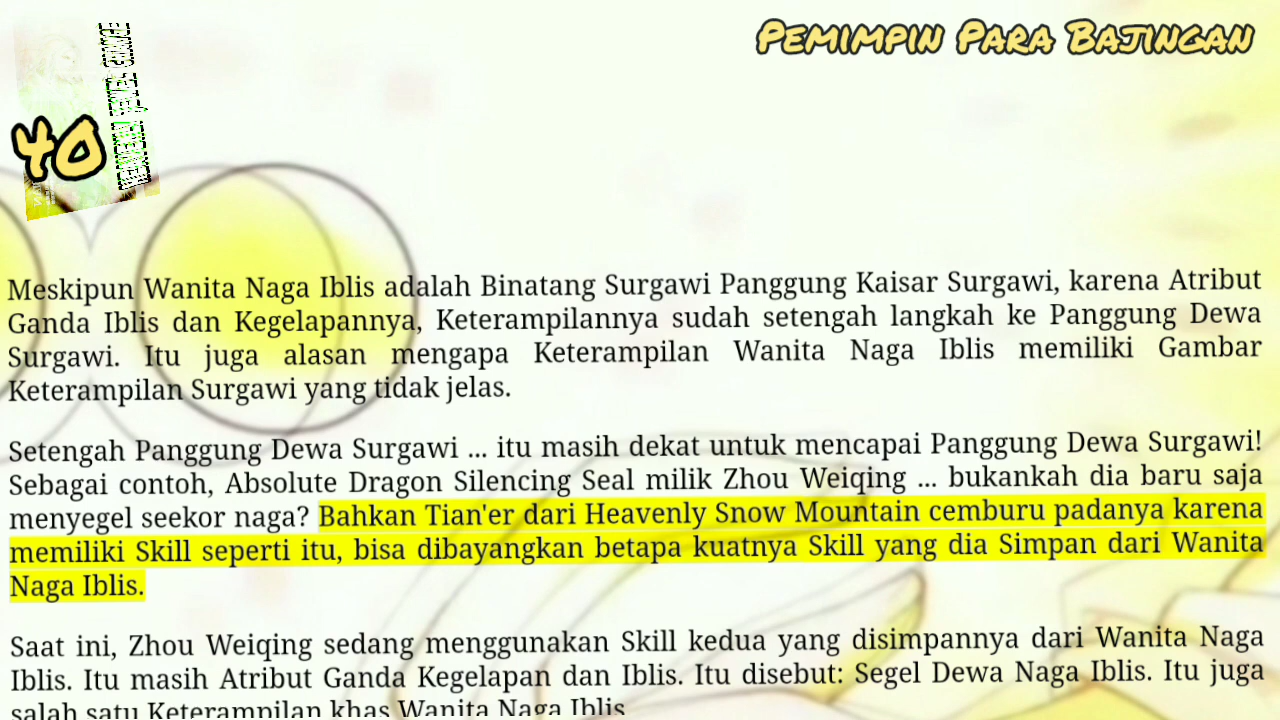 Pemimpin Para Bajingan
40
Meskipun Wanita Naga Iblis adalah Binatang Surgawi Panggung Kaisar Surgawi, karena Atribut
Ganda Iblis dan Kegelapannya, Keterampilannya sudah setengah langkah ke Panggung Dewa
Surgawi. Itu juga alasan mengapa Keterampilan Wanita Naga Iblis memiliki Gambar
Keterampilan Surgawi yang tidak jelas.
Setengah Panggung Dewa Surgawi ... itu masih dekat untuk mencapai Panggung Dewa Surgawi!
Sebagai contoh, Absolute Dragon Silencing Seal milik Zhou Weiqing ... bukankah dia baru saja
menyegel seekor naga? Bahkan Tian'er dari Heavenly Snow Mountain cemburu padanya karena
memiliki Skill seperti itu, bisa dibayangkan betapa kuatnya Skill yang dia Simpan dari Wanita
Naga Iblis.
Saat ini, Zhou Weiqing sedang menggunakan Skill kedua yang disimpannya dari Wanita Naga
Iblis. Itu masih Atribut Ganda Kegelapan dan Iblis. Itu disebut: Segel Dewa Naga Iblis. Itu juga
salah satu Keterampilan khas Wanita Naga Iblis